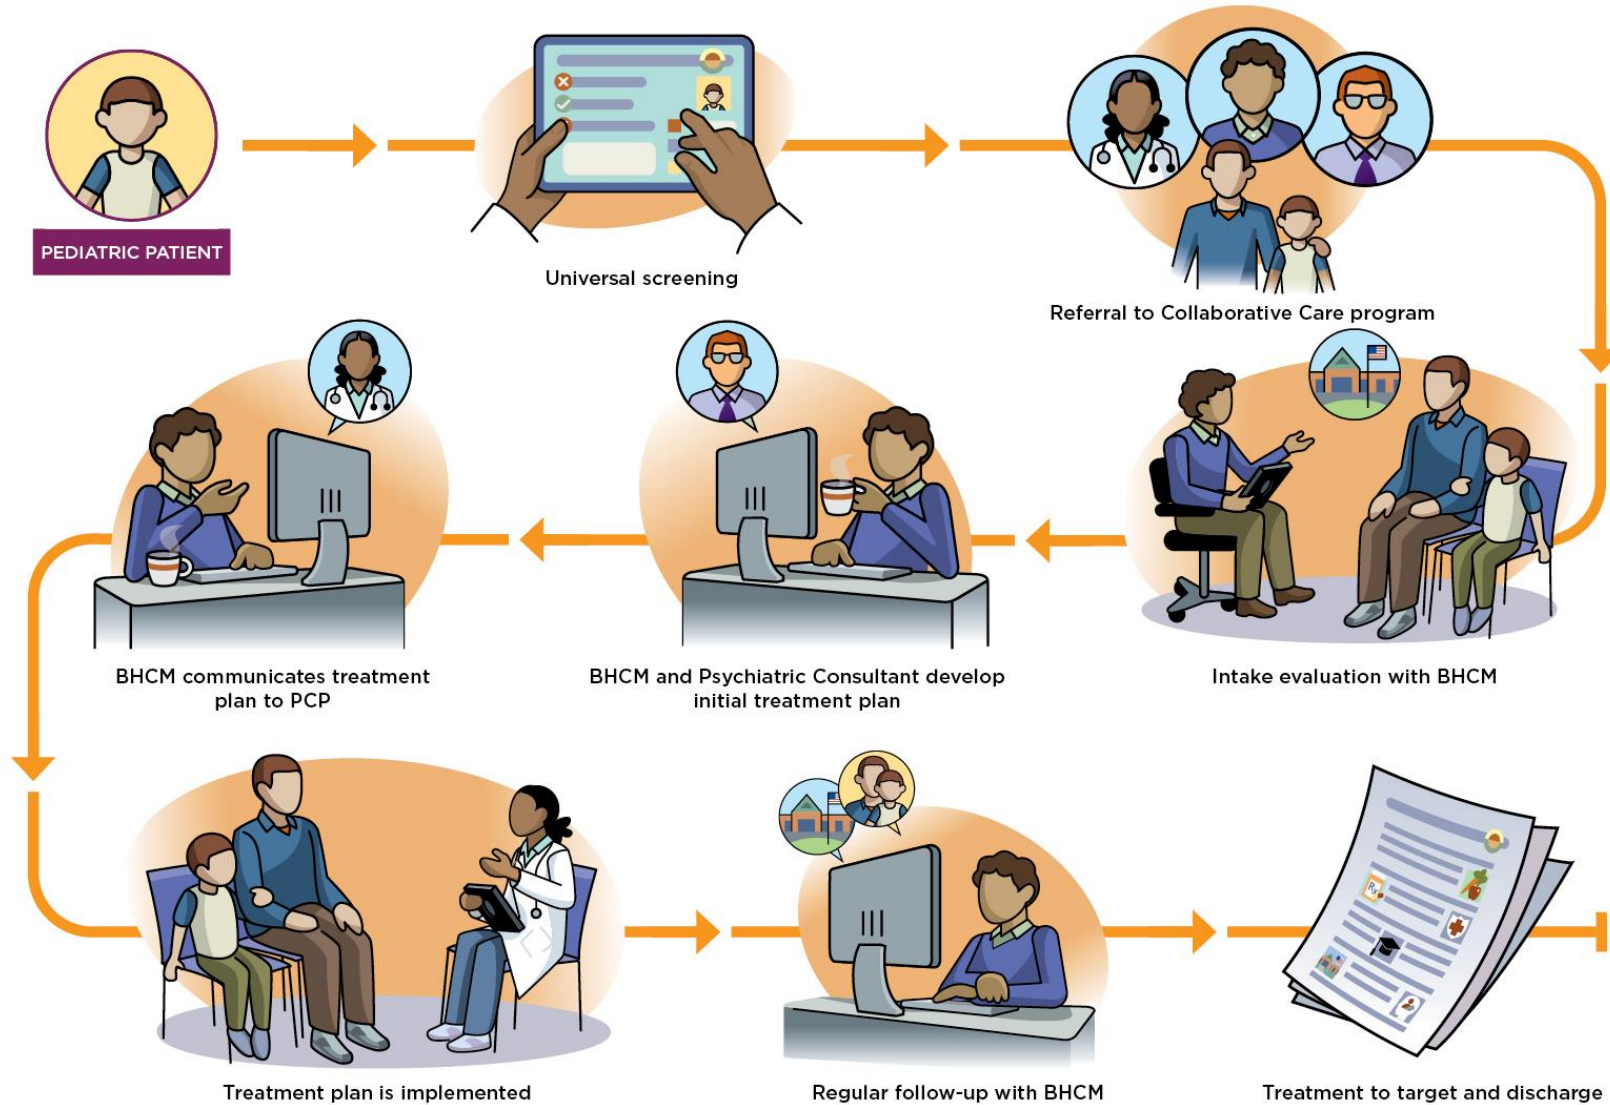 PEDIATRIC PATIENT
Universal screening
Referral to Collaborative Care program
Intake evaluation with BHCM
BHCM and Psychiatric Consultant develop
initial treatment plan
BHCM communicates treatment
plan to PCP
Treatment plan is implemented
Regular follow-up with BHCM
Rx
Treatment to target and discharge